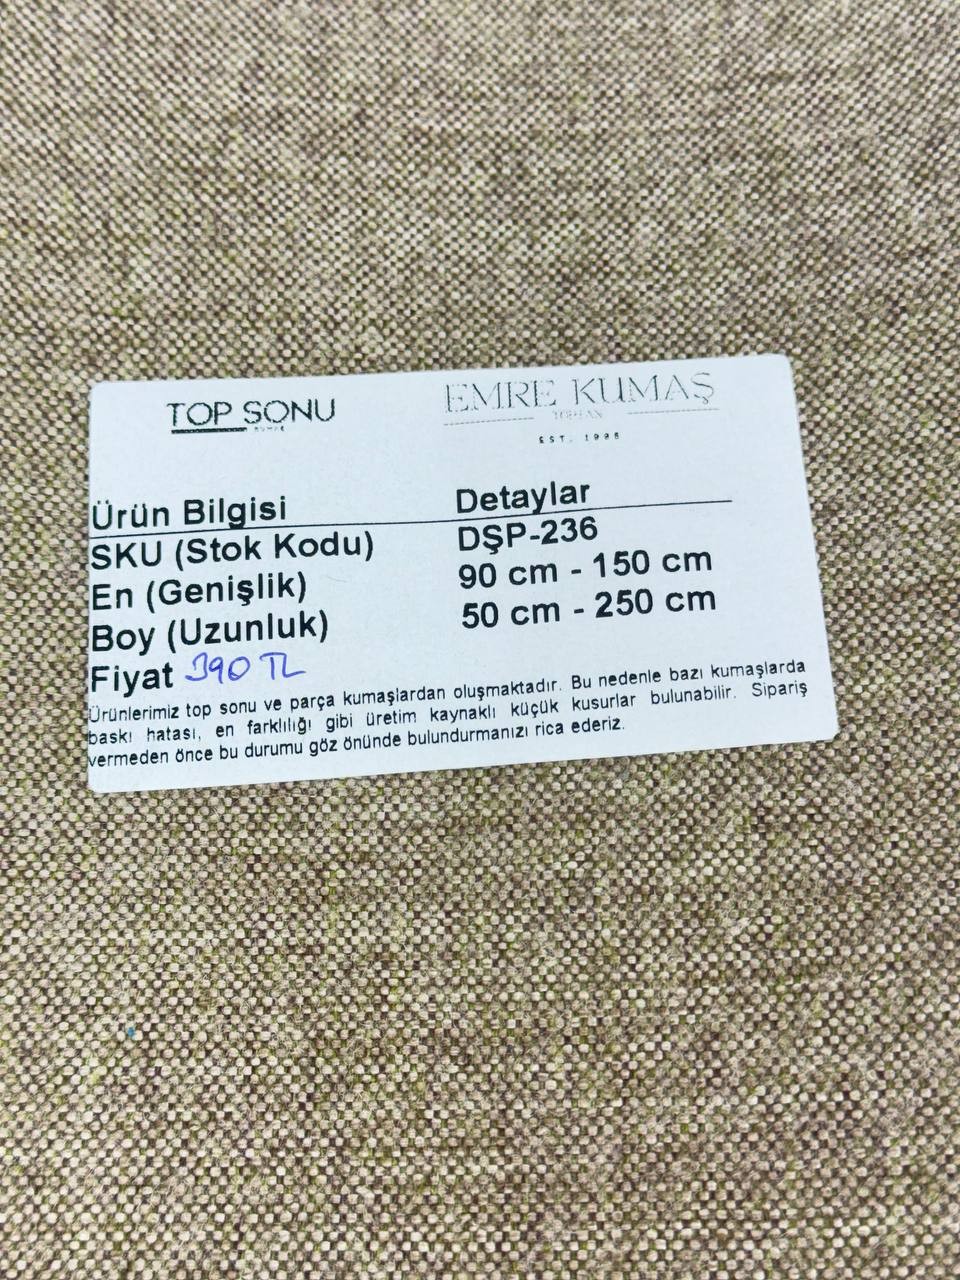 TOP SONU
EMRE KUMAŞ
EST. 1996
Ürün Bilgisi Detaylar
SKU (Stok Kodu) DŞP-236
En (Genişlik) 90 cm - 150 cm
Boy (Uzunluk) 50 cm - 250 cm
Fiyat 390 TL
Ürünlerimiz top sonu ve parça kumaşlardan oluşmaktadır. Bu nedenle bazı kumaşlarda
baskı hatası, en farklılığı gibi üretim kaynaklı küçük kusurlar bulunabilir. Sipariş
vermeden önce bu durumu göz önünde bulundurmanızı rica ederiz.